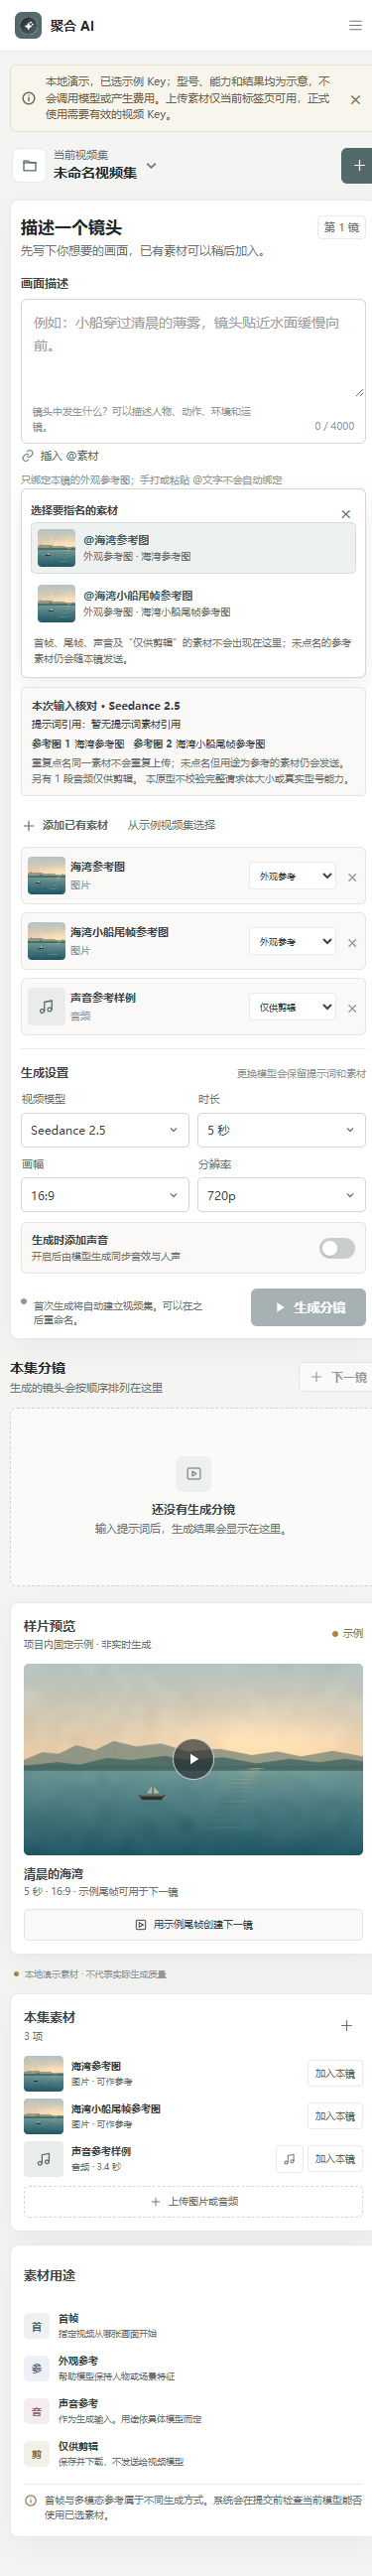 聚合 AI
本地演示，已选示例 Key；型号、能力和结果均为示意，不
会调用模型或产生费用。上传素材仅当前标签页可用，正式
使用需要有效的视频 Key。
当前视频集
未命名视频集
描述一个镜头
第 1 镜
先写下你想要的画面，已有素材可以稍后加入。
画面描述
例如：小船穿过清晨的薄雾，镜头贴近水面缓慢向
前。
镜头中发生什么？可以描述人物、动作、环境和运
镜。
0 / 4000
插入 @素材
只绑定本镜的外观参考图；手打或粘贴 @文字不会自动绑定
选择要指名的素材
@海湾参考图
外观参考图 · 海湾参考图
@海湾小船尾帧参考图
外观参考图 · 海湾小船尾帧参考图
首帧、尾帧、声音及“仅供剪辑”的素材不会出现在这里；未点名的参考
素材仍会随本镜发送。
本次输入核对 • Seedance 2.5
提示词引用：暂无提示词素材引用
参考图 1 海湾参考图 参考图 2 海湾小船尾帧参考图
重复点名同一素材不会重复上传；未点名但用途为参考的素材仍会发送。
另有 1 段音频仅供剪辑。 本原型不校验完整请求体大小或真实型号能力。
添加已有素材
从示例视频集选择
海湾参考图
图片
外观参考
海湾小船尾帧参考图
图片
外观参考
声音参考样例
音频
仅供剪辑
生成设置
更换模型会保留提示词和素材
视频模型
时长
Seedance 2.5
5 秒
画幅
分辨率
16:9
720p
生成时添加声音
开启后由模型生成同步音效与人声
首次生成将自动建立视频集。可以在之
后重命名。
生成分镜
本集分镜
生成的镜头会按顺序排列在这里
下一镜
还没有生成分镜
输入提示词后，生成结果会显示在这里。
样片预览
项目内固定示例 · 非实时生成
示例
清晨的海湾
5 秒 · 16:9 · 示例尾帧可用于下一镜
用示例尾帧创建下一镜
本地演示素材 · 不代表实际生成质量
本集素材
3 项
海湾参考图
图片 · 可作参考
加入本镜
海湾小船尾帧参考图
图片 · 可作参考
加入本镜
声音参考样例
音频 · 3.4 秒
加入本镜
上传图片或音频
素材用途
首
首帧
指定视频从哪张画面开始
参
外观参考
帮助模型保持人物或场景特征
音
声音参考
作为生成输入。用途依具体模型而定
剪
仅供剪辑
保存并下载，不发送给视频模型
首帧与多模态参考属于不同生成方式。系统会在提交前检查当前模型能否
使用已选素材。